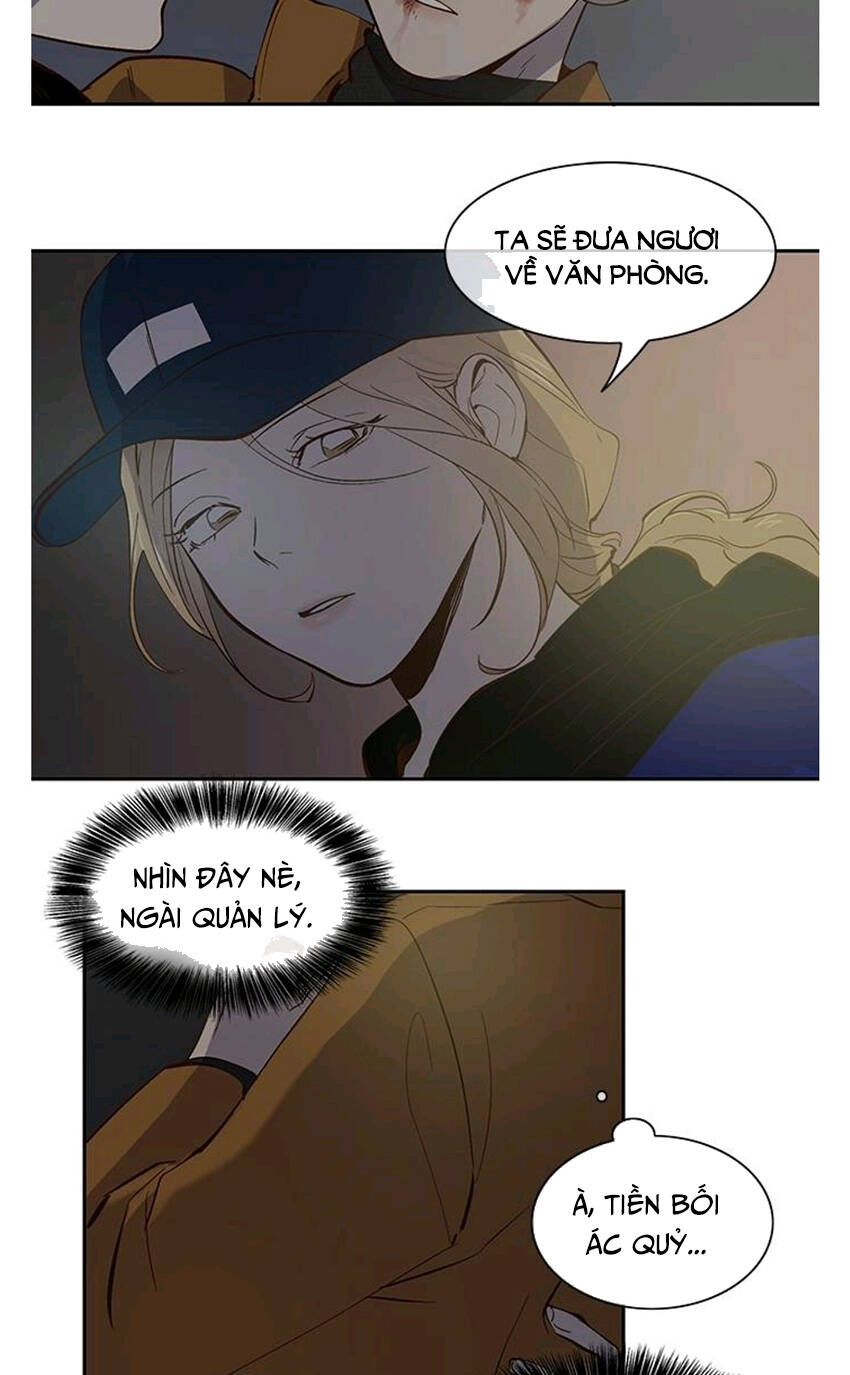 TA SẼ ĐƯA NGƯƠI
VỀ VĂN PHÒNG.
NHÌN ĐÂY NÈ,
NGÀI QUẢN LÝ.
À, TIỀN BỐI
ÁC QUỶ...